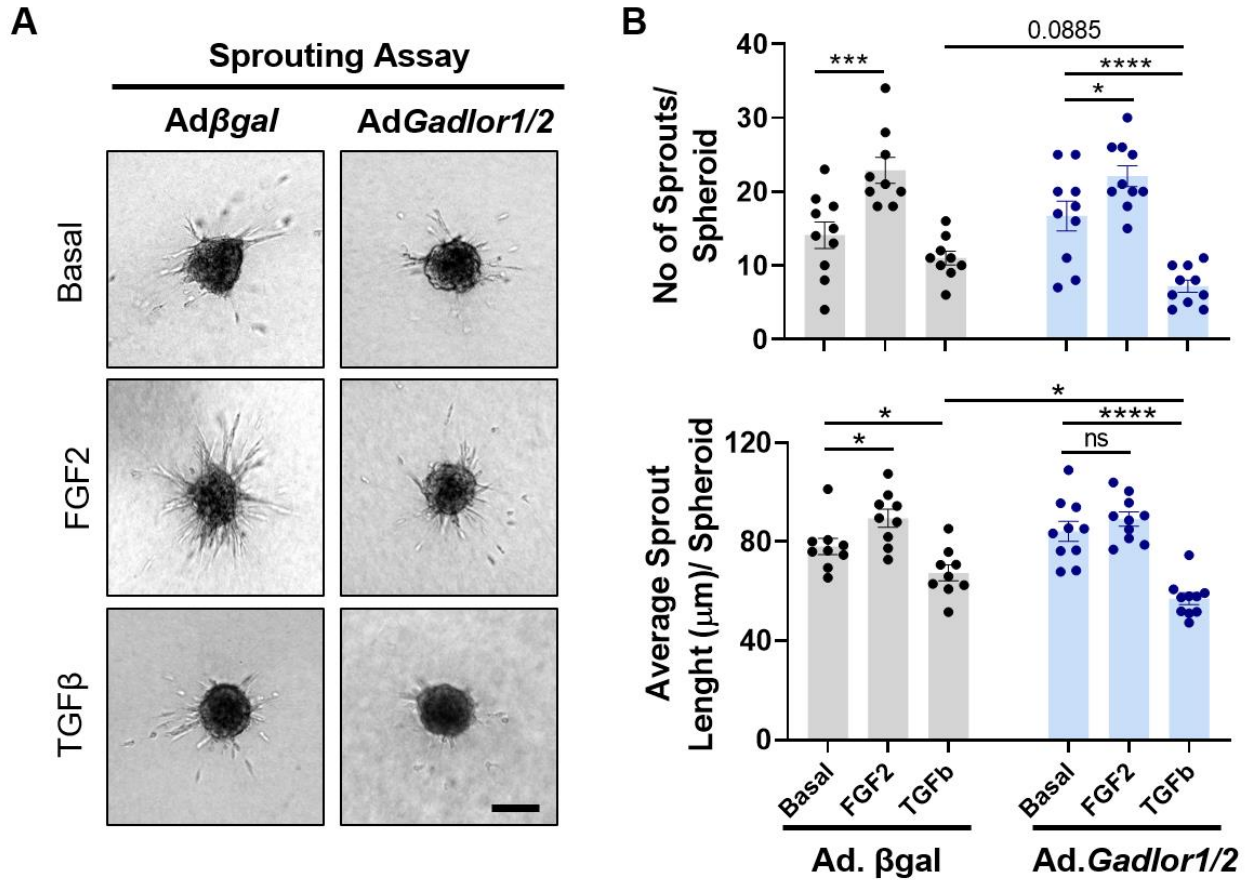 A
Sprouting Assay
Adβgal
AdGadlor1/2
Basal
FGF2
TGFβ
B
No of Sprouts/
Spheroid
40
30
20
10
0
***
0.0885
****
*
Average Sprout
Lenght (μm)/ Spheroid
120
80
40
0
*
*
*
****
ns
Basal
FGF2
TGFb
Basal
FGF2
TGFb
Ad. βgal
Ad.Gadlor1/2